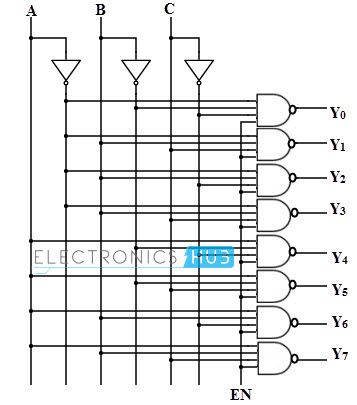 A B C
Y0
Y1
Y2
Y3
ELECTRONICS HUB
Y4
Y5
Y6
Y7
EN